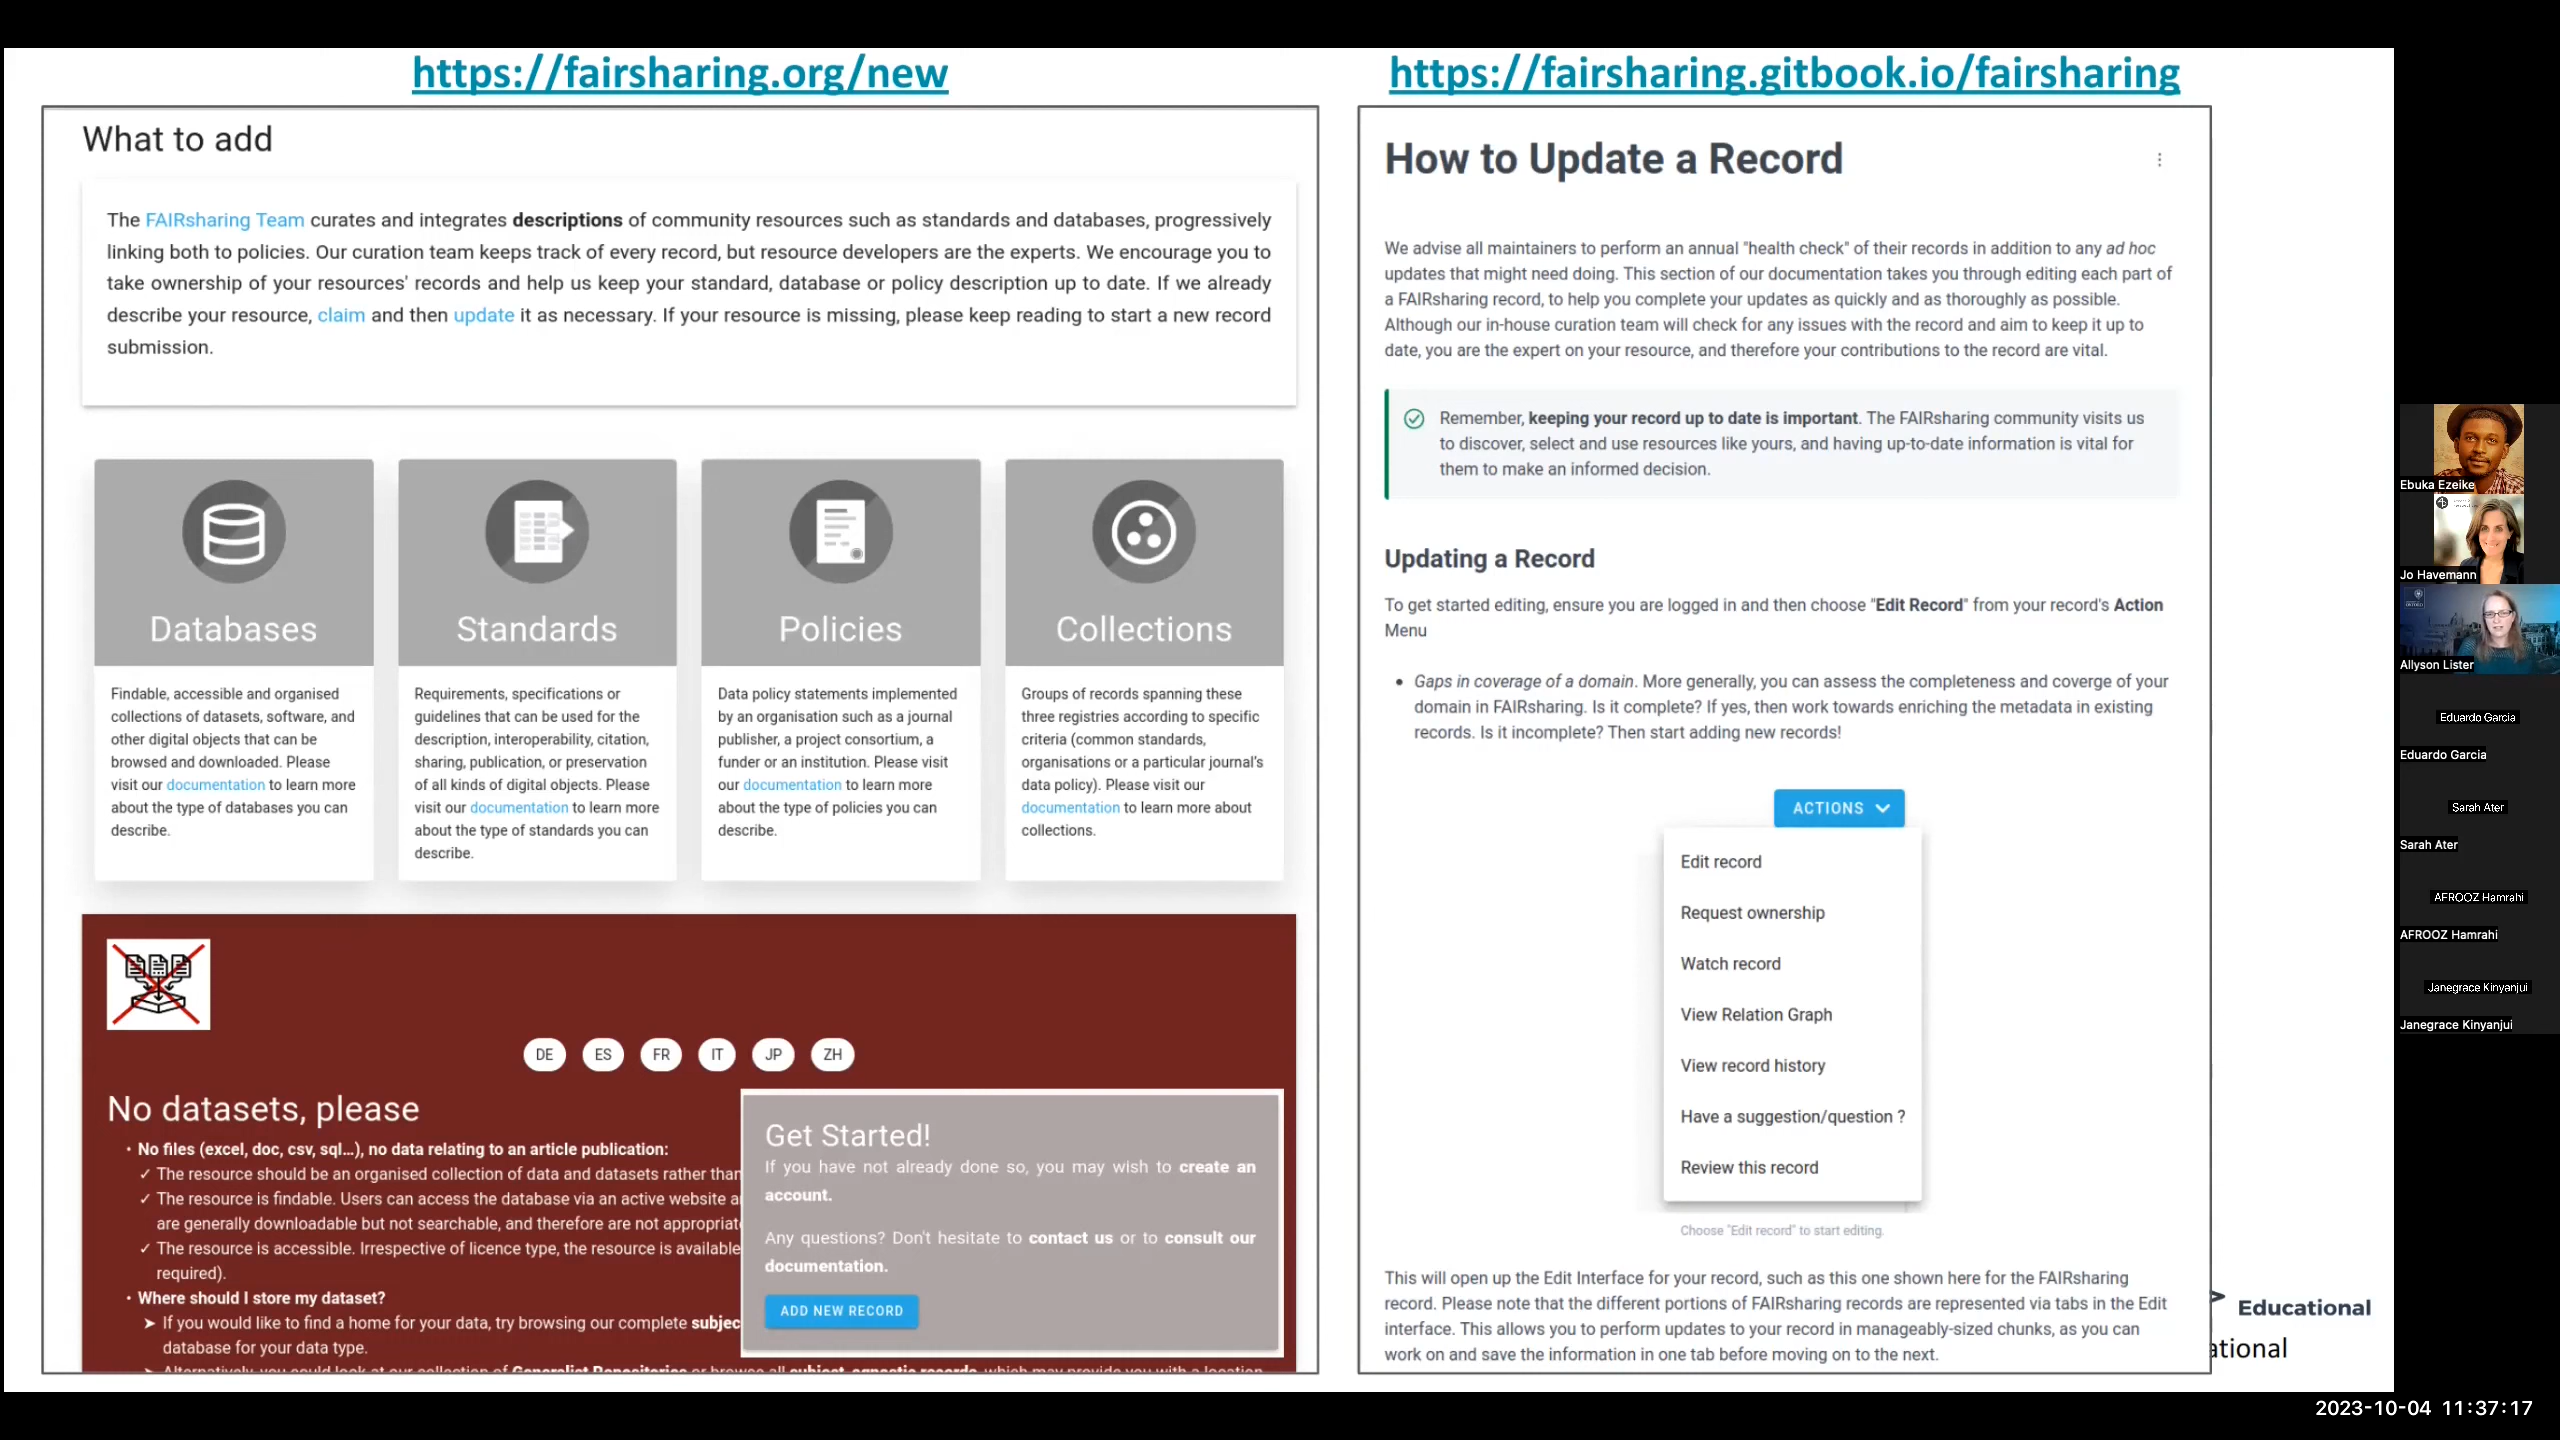 https://fairsharing.org/new
What to add
The FAIRsharing Team curates and integrates descriptions of community resources such as standards and databases, progressively
linking both to policies. Our curation team keeps track of every record, but resource developers are the experts. We encourage you to
take ownership of your resources' records and help us keep your standard, database or policy description up to date. If we already
describe your resource, claim and then update it as necessary. If your resource is missing, please keep reading to start a new record
submission.
Databases
Findable, accessible and organised
collections of datasets, software, and
other digital objects that can be
browsed and downloaded. Please
visit our documentation to learn more
about the type of databases you can
describe.
Standards
Requirements, specifications or
guidelines that can be used for the
description, interoperability, citation,
sharing, publication, or preservation
of all kinds of digital objects. Please
visit our documentation to learn more
about the type of standards you can
describe.
Policies
Data policy statements implemented
by an organisation such as a journal
publisher, a project consortium, a
funder or an institution. Please visit
our documentation to learn more
about the type of policies you can
describe.
Collections
Groups of records spanning these
three registries according to specific
criteria (common standards,
organisations or a particular journal's
data policy). Please visit our
documentation to learn more about
collections.
DE ES FR IT JP ZH
No datasets, please
• No files (excel, doc, csv, sql...), no data relating to an article publication:
✓ The resource should be an organised collection of data and datasets rather than
✓ The resource is findable. Users can access the database via an active website
are generally downloadable but not searchable, and therefore are not
✓ The resource is accessible. Irrespective of licence type, the resource is available
required).
• Where should I store my dataset?
➤ If you would like to find a home for your data, try browsing our complete
database for your data type.
➤ Alternatively, you could look at our collection of Generalist Repositories or browse all subject-agnostic records, which may provide you with a location
Get Started!
If you have not already done so, you may wish to create an
account.
Any questions? Don't hesitate to contact us or to consult our
documentation.
ADD NEW RECORD
https://fairsharing.gitbook.io/fairsharing
How to Update a Record
We advise all maintainers to perform an annual "health check" of their records in addition to any ad hoc
updates that might need doing. This section of our documentation takes you through editing each part of
a FAIRsharing record, to help you complete your updates as quickly and as thoroughly as possible.
Although our in-house curation team will check for any issues with the record and aim to keep it up to
date, you are the expert on your resource, and therefore your contributions to the record are vital.
Remember, keeping your record up to date is important. The FAIRsharing community visits us
to discover, select and use resources like yours, and having up-to-date information is vital for
them to make an informed decision.
Updating a Record
To get started editing, ensure you are logged in and then choose "Edit Record" from your record's Action
Menu
• Gaps in coverage of a domain. More generally, you can assess the completeness and coverge of your
domain in FAIRsharing. Is it complete? If yes, then work towards enriching the metadata in existing
records. Is it incomplete? Then start adding new records!
ACTIONS
Edit record
Request ownership
Watch record
View Relation Graph
View record history
Have a suggestion/question ?
Review this record
Choose "Edit record" to start editing.
This will open up the Edit Interface for your record, such as this one shown here for the FAIRsharing
record. Please note that the different portions of FAIRsharing records are represented via tabs in the Edit
interface. This allows you to perform updates to your record in manageably-sized chunks, as you can
work on and save the information in one tab before moving on to the next.
> Educational
ational
Ebuka Ezeike
Jo Havemann
Allyson Lister
Eduardo Garcia
Eduardo Garcia
Sarah Ater
Sarah Ater
AFROOZ Hamrahi
AFROOZ Hamrahi
Janegrace Kinyanjui
Janegrace Kinyanjui
2023-10-04 11:37:17